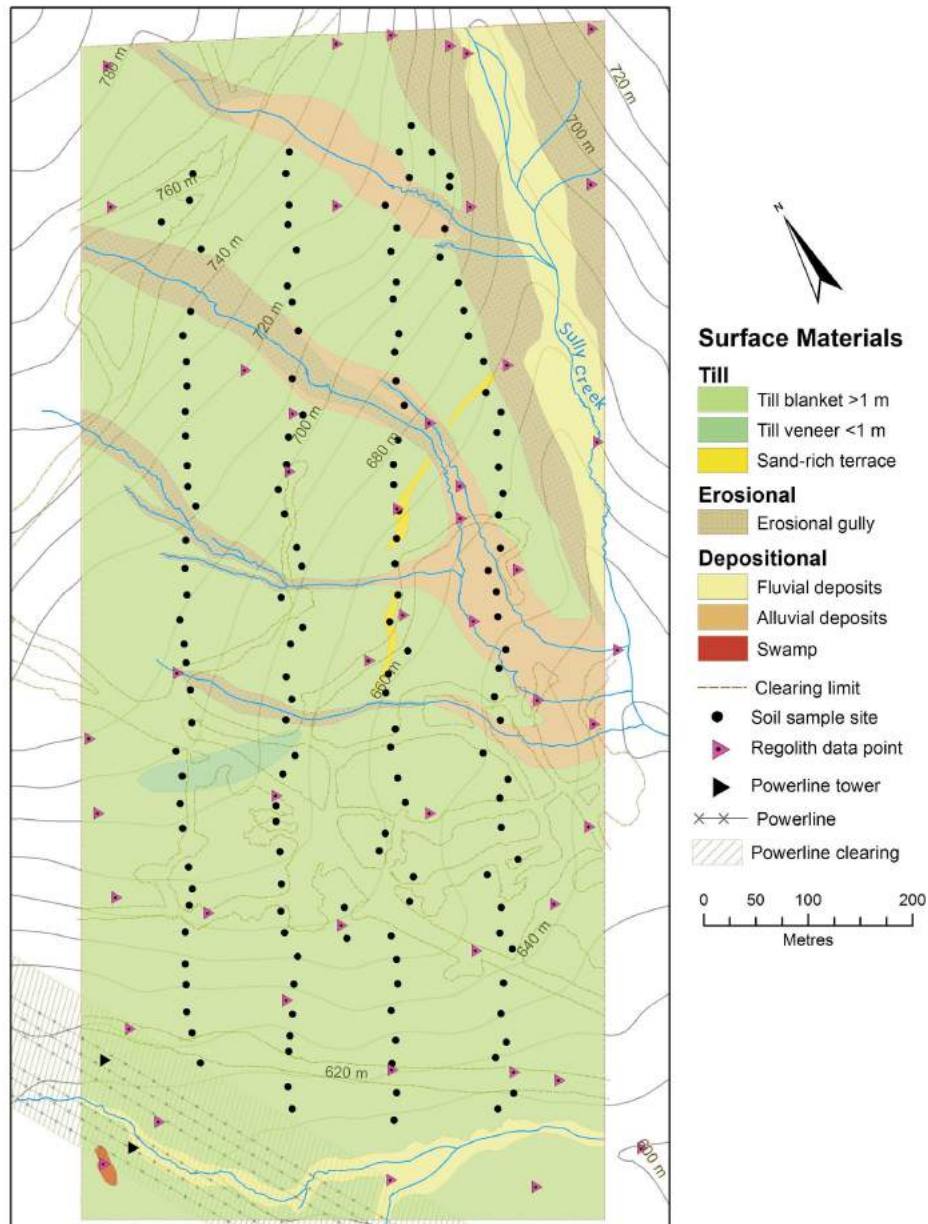 780 m
720 m
700 m
760 m
740 m
720 m
Sully Creek
700 m
680 m
660 m
640 m
620 m
600 m
N
Surface Materials
Till
Till blanket >1 m
Till veneer <1 m
Sand-rich terrace
Erosional
Erosional gully
Depositional
Fluvial deposits
Alluvial deposits
Swamp
Clearing limit
Soil sample site
Regolith data point
Powerline tower
Powerline
Powerline clearing
0 50 100 200
Metres